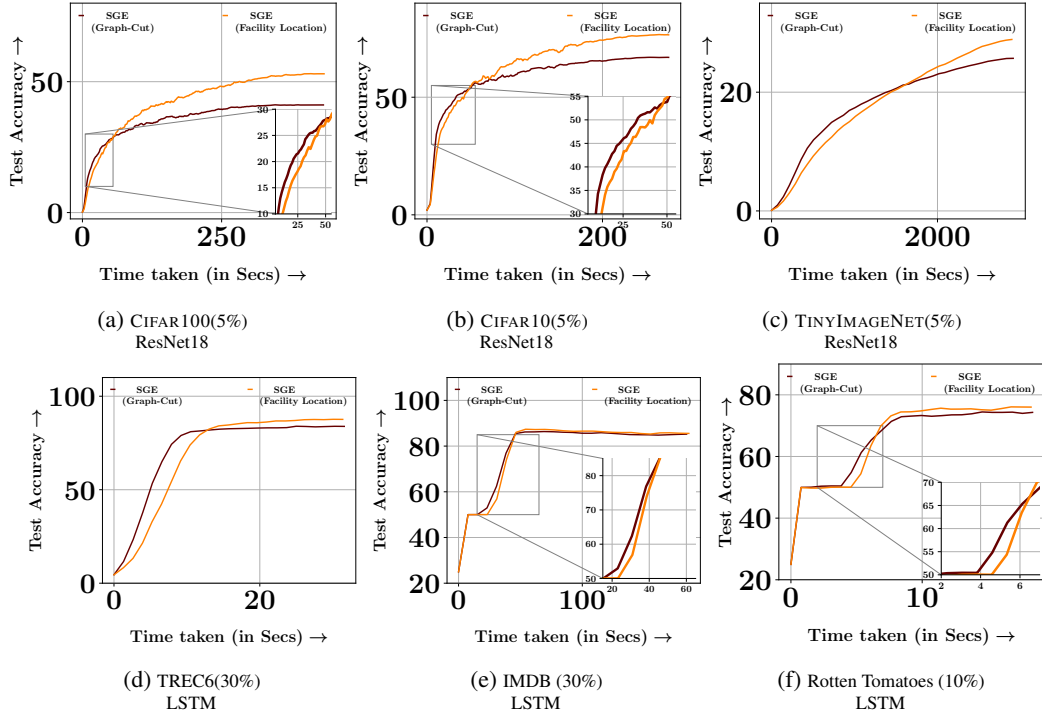 SGE
(Graph-Cut)
SGE
(Facility Location)
50
0
Test Accuracy →
30
25
20
15
10
25
50
0
250
Time taken (in Secs) →
(a) CIFAR100(5%)
ResNet18
SGE
(Graph-Cut)
SGE
(Facility Location)
50
0
Test Accuracy →
55
50
45
40
35
30
25
50
0
200
Time taken (in Secs) →
(b) CIFAR10(5%)
ResNet18
SGE
(Graph-Cut)
SGE
(Facility Location)
20
0
Test Accuracy →
0
2000
Time taken (in Secs) →
(c) TINYIMAGENET(5%)
ResNet18
SGE
(Graph-Cut)
SGE
(Facility Location)
100
50
0
Test Accuracy →
0
20
Time taken (in Secs) →
(d) TREC6(30%)
LSTM
SGE
(Graph-Cut)
SGE
(Facility Location)
100
80
60
40
20
Test Accuracy →
80
70
60
50
20
40
60
0
100
Time taken (in Secs) →
(e) IMDB (30%)
LSTM
SGE
(Graph-Cut)
SGE
(Facility Location)
80
60
40
20
Test Accuracy →
70
65
60
55
50
2
4
6
0
10
Time taken (in Secs) →
(f) Rotten Tomatoes (10%)
LSTM